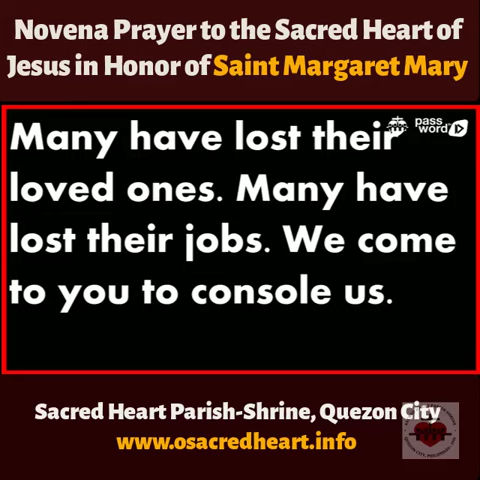 Novena Prayer to the Sacred Heart of
Jesus in Honor of Saint Margaret Mary
Many have lost their
pass
word
loved ones. Many have
lost their jobs. We come
to you to console us.
Sacred Heart Parish-Shrine, Quezon City
www.osacredheart.info